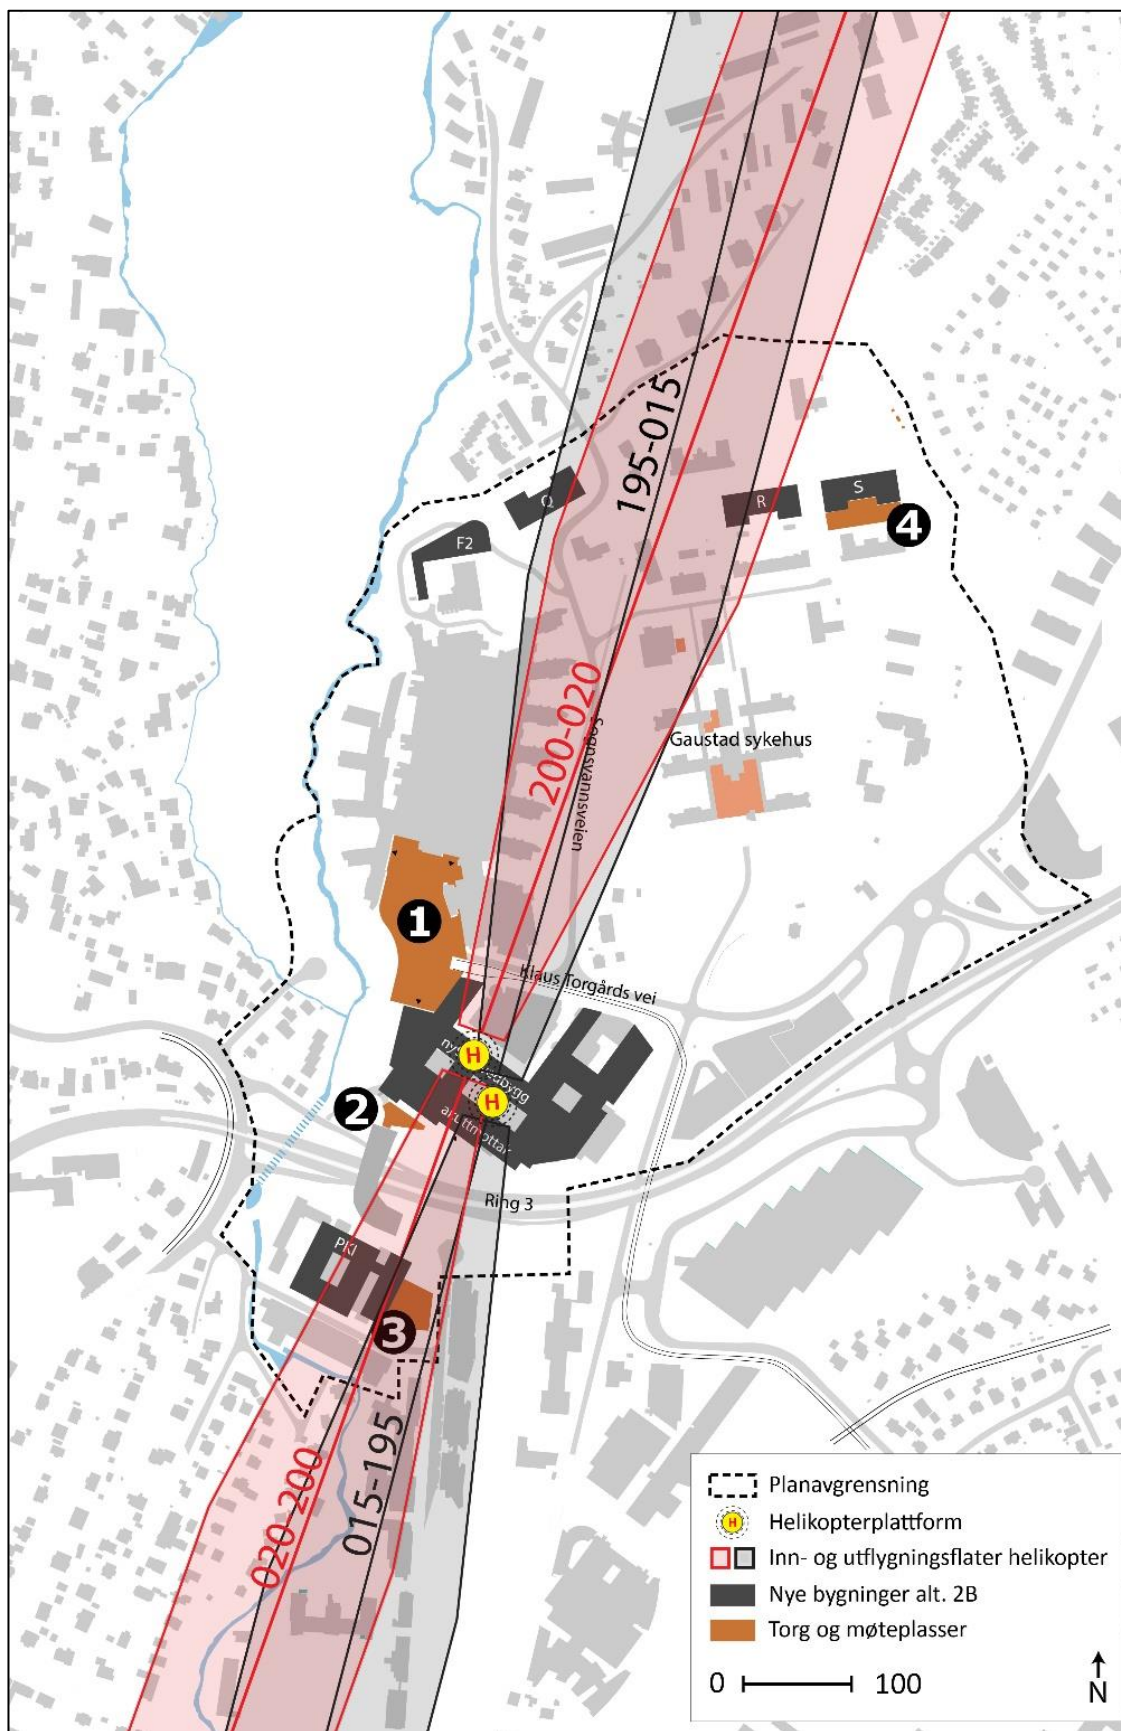 195-015
Q
F2
R
S
4
200-020
Sognsvannsveien
Gaustad sykehus
1
Klaus Torgårds vei
H
H
2
akuttmottak
Ring 3
PKI
3
020-200
015-195
Planavgrensning
H
Helikopterplattform
Inn- og utflygningsflater helikopter
Nye bygninger alt. 2B
Torg og møteplasser
0
100
N